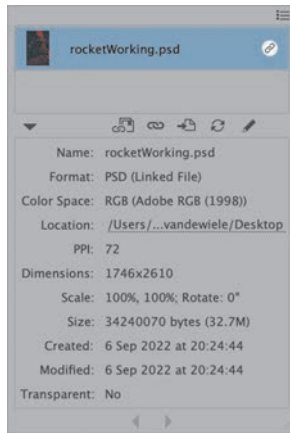 rocketWorking.psd
Name: rocketWorking.psd
Format: PSD (Linked File)
Color Space: RGB (Adobe RGB (1998))
Location: /Users/...vandewiele/Desktop
PPI: 72
Dimensions: 1746x2610
Scale: 100%, 100%; Rotate: 0°
Size: 34240070 bytes (32.7M)
Created: 6 Sep 2022 at 20:24:44
Modified: 6 Sep 2022 at 20:24:44
Transparent: No